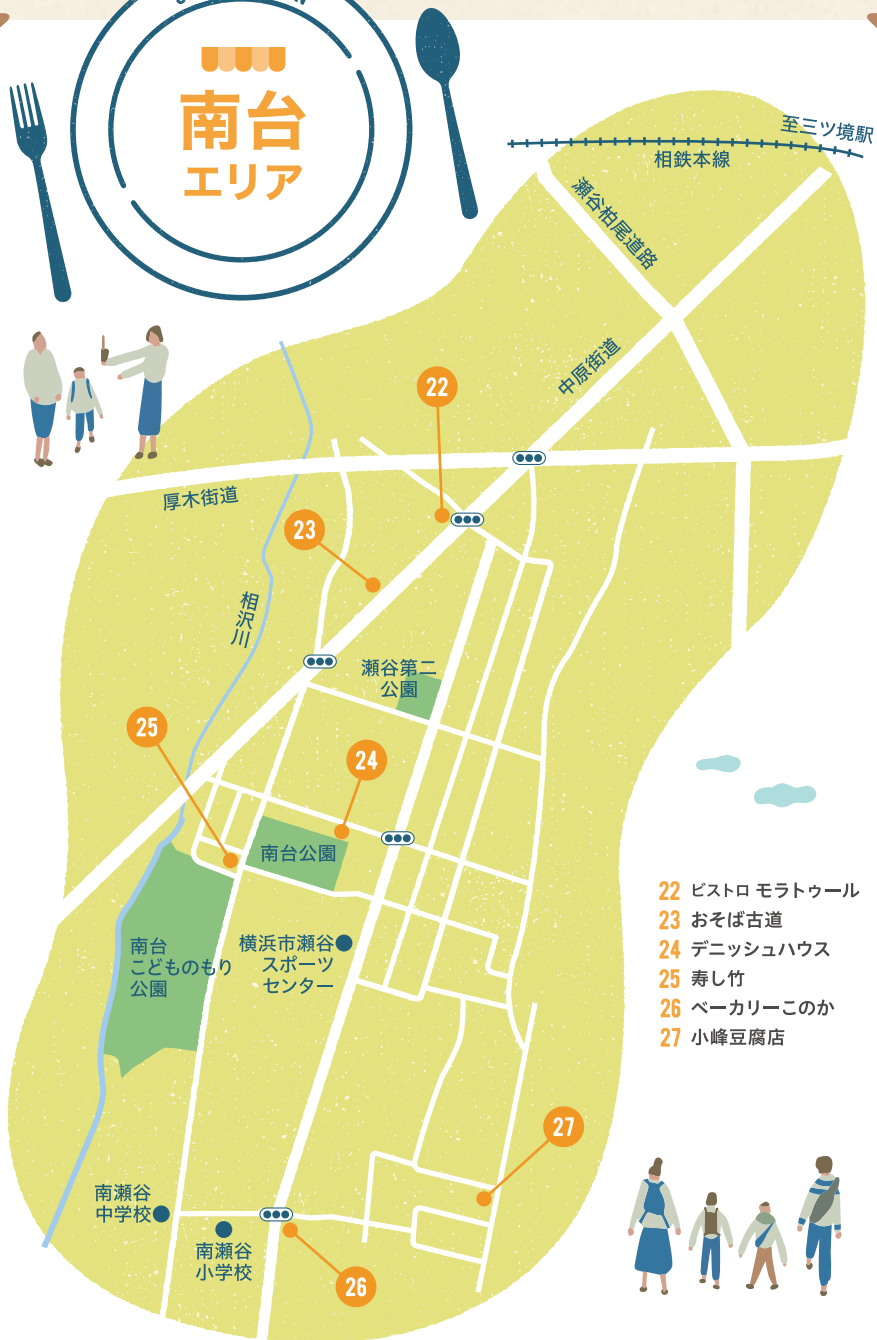 南台
エリア
至三ツ境駅
相鉄本線
瀬谷柏尾道路
中原街道
22
厚木街道
23
相沢川
瀬谷第二
公園
25
24
南台公園
南台
こどものもり
公園
横浜市瀬谷
スポーツ
センター
22 ビストロ モラトゥール
23 おそば古道
24 デニッシュハウス
25 寿し竹
26 ベーカリーこのか
27 小峰豆腐店
27
南瀬谷
中学校
南瀬谷
小学校
26